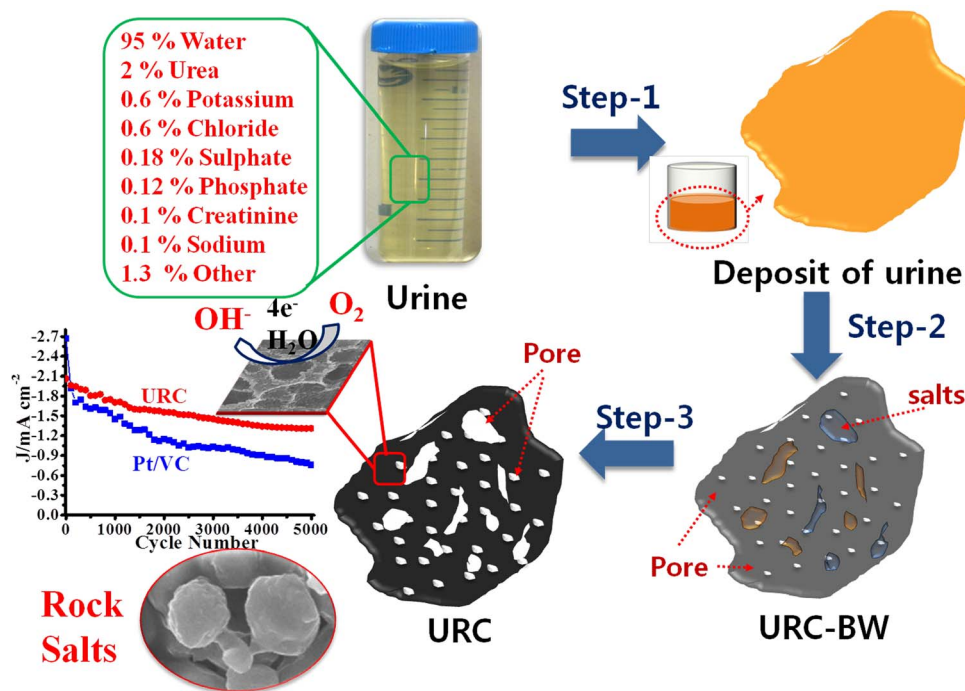 95 % Water
2 % Urea
0.6 % Potassium
0.6 % Chloride
0.18 % Sulphate
0.12 % Phosphate
0.1 % Creatinine
0.1 % Sodium
1.3 % Other
Urine
Step-1
Deposit of urine
Step-2
salts
Pore
URC-BW
Step-3
Pore
URC
OH-
4e-
H2O
O2
J/mA cm-2
-2.7
-2.4
-2.1
-1.8
-1.5
-1.2
-0.9
-0.6
-0.3
0.0
URC
Pt/VC
0 1000 2000 3000 4000 5000
Cycle Number
Rock
Salts